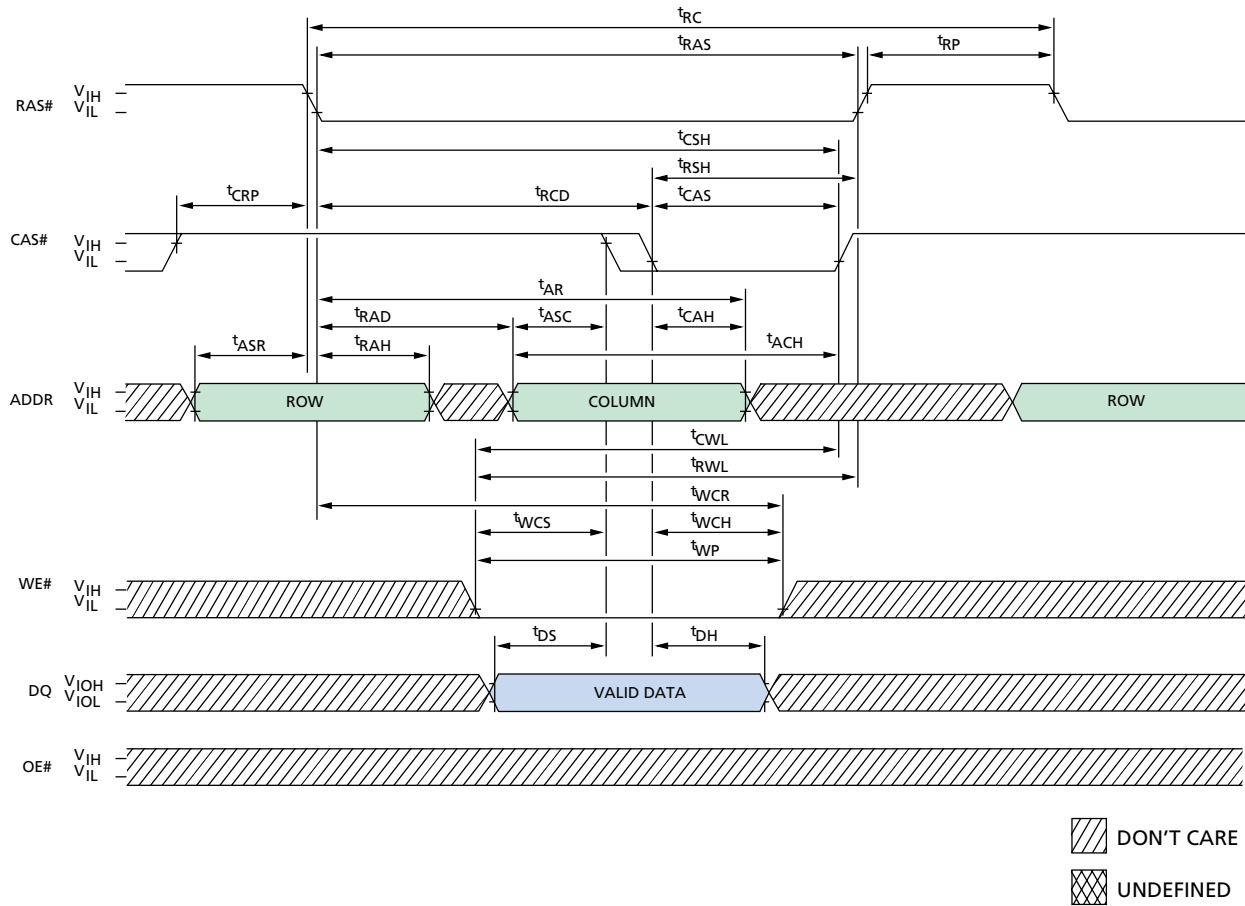 tRC
tRAS tRP
RAS# VIH
VIL
tCSH
tRSH
tCRP tRCD tCAS
CAS# VIH
VIL
tAR
tRAD tASC tCAH
tASR tRAH tACH
ADDR VIH
VIL
ROW COLUMN ROW
tCWL
tRWL
tWCR
tWCS tWCH
tWP
WE# VIH
VIL
tDS tDH
DQ VIOH
VIOL
VALID DATA
OE# VIH
VIL
DON'T CARE
UNDEFINED